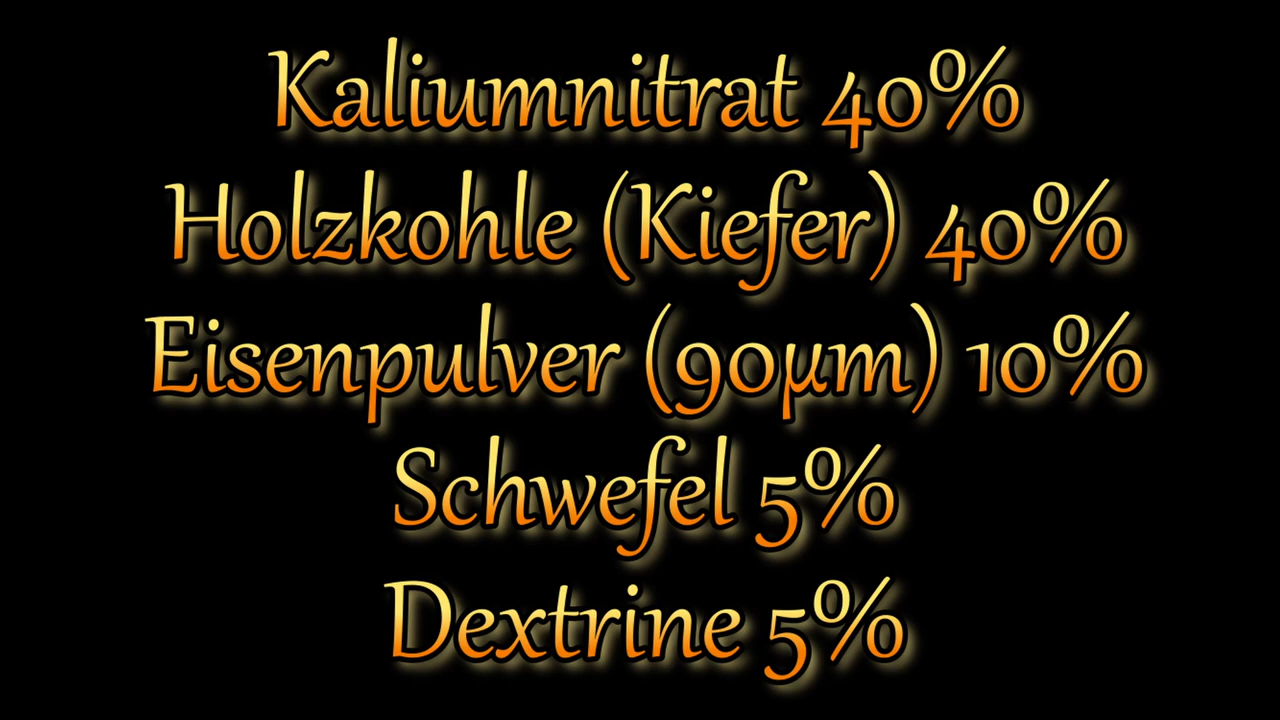 Kaliumnitrat 40%
Holzkohle (Kiefer) 40%
Eisenpulver (90µm) 10%
Schwefel 5%
Dextrine 5%